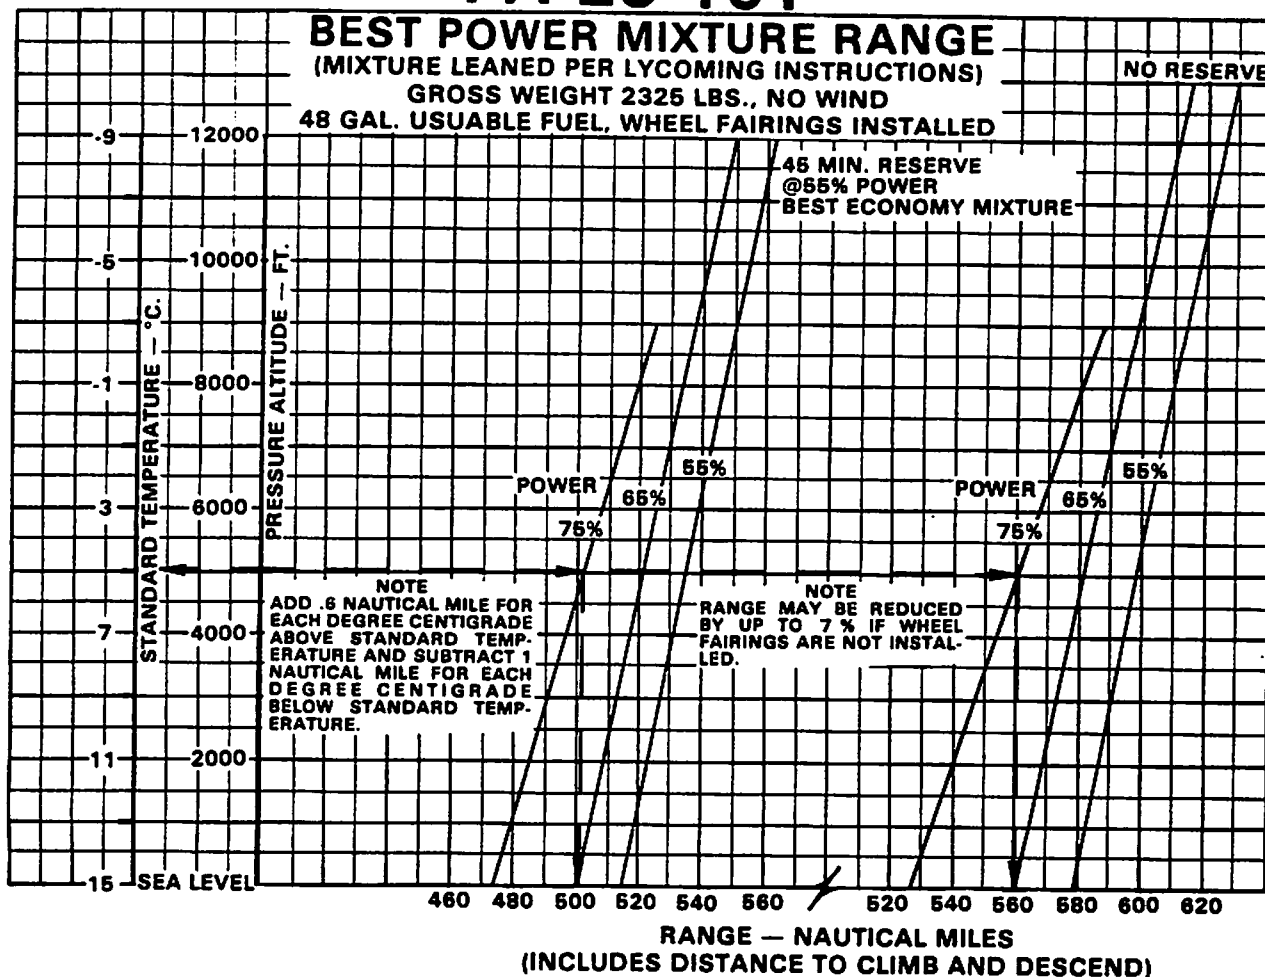 BEST POWER MIXTURE RANGE
(MIXTURE LEANED PER LYCOMING INSTRUCTIONS)
GROSS WEIGHT 2325 LBS., NO WIND
48 GAL. USUABLE FUEL, WHEEL FAIRINGS INSTALLED
NO RESERVE
45 MIN. RESERVE
@55% POWER
BEST ECONOMY MIXTURE
-9 12000
-5 10000
-1 8000
3 6000
7 4000
11 2000
15 SEA LEVEL
STANDARD TEMPERATURE — °C.
PRESSURE ALTITUDE — FT.
POWER
75%
65%
55%
POWER
75%
65%
55%
NOTE
ADD .6 NAUTICAL MILE FOR
EACH DEGREE CENTIGRADE
ABOVE STANDARD TEMP-
ERATURE AND SUBTRACT 1
NAUTICAL MILE FOR EACH
DEGREE CENTIGRADE
BELOW STANDARD TEMP-
ERATURE.
NOTE
RANGE MAY BE REDUCED
BY UP TO 7 % IF WHEEL
FAIRINGS ARE NOT INSTAL-
LED.
460 480 500 520 540 560 520 540 560 580 600 620
RANGE — NAUTICAL MILES
(INCLUDES DISTANCE TO CLIMB AND DESCEND)